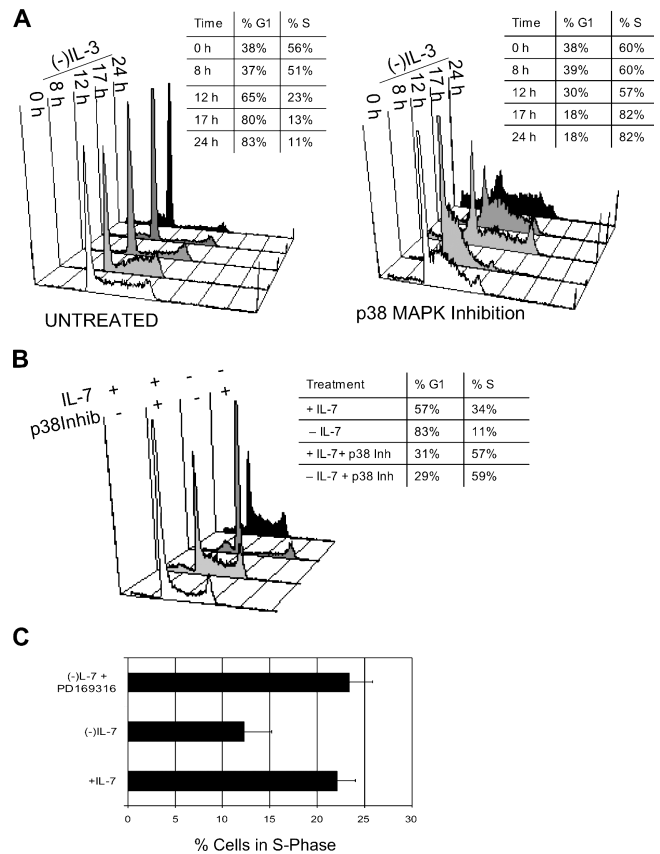 A
(-)IL-3
0 h
8 h
12 h
17 h
24 h
Time % G1 % S
0 h 38% 56%
8 h 37% 51%
12 h 65% 23%
17 h 80% 13%
24 h 83% 11%
UNTREATED
(-)IL-3
0 h
8 h
12 h
17 h
24 h
Time % G1 % S
0 h 38% 60%
8 h 39% 60%
12 h 30% 57%
17 h 18% 82%
24 h 18% 82%
p38 MAPK Inhibition
B
IL-7 + + - -
p38Inhib - + - +
Treatment % G1 % S
+ IL-7 57% 34%
– IL-7 83% 11%
+ IL-7+ p38 Inh 31% 57%
– IL-7 + p38 Inh 29% 59%
C
(-)L-7 +
PD169316
(-)IL-7
+IL-7
0 5 10 15 20 25 30
% Cells in S-Phase